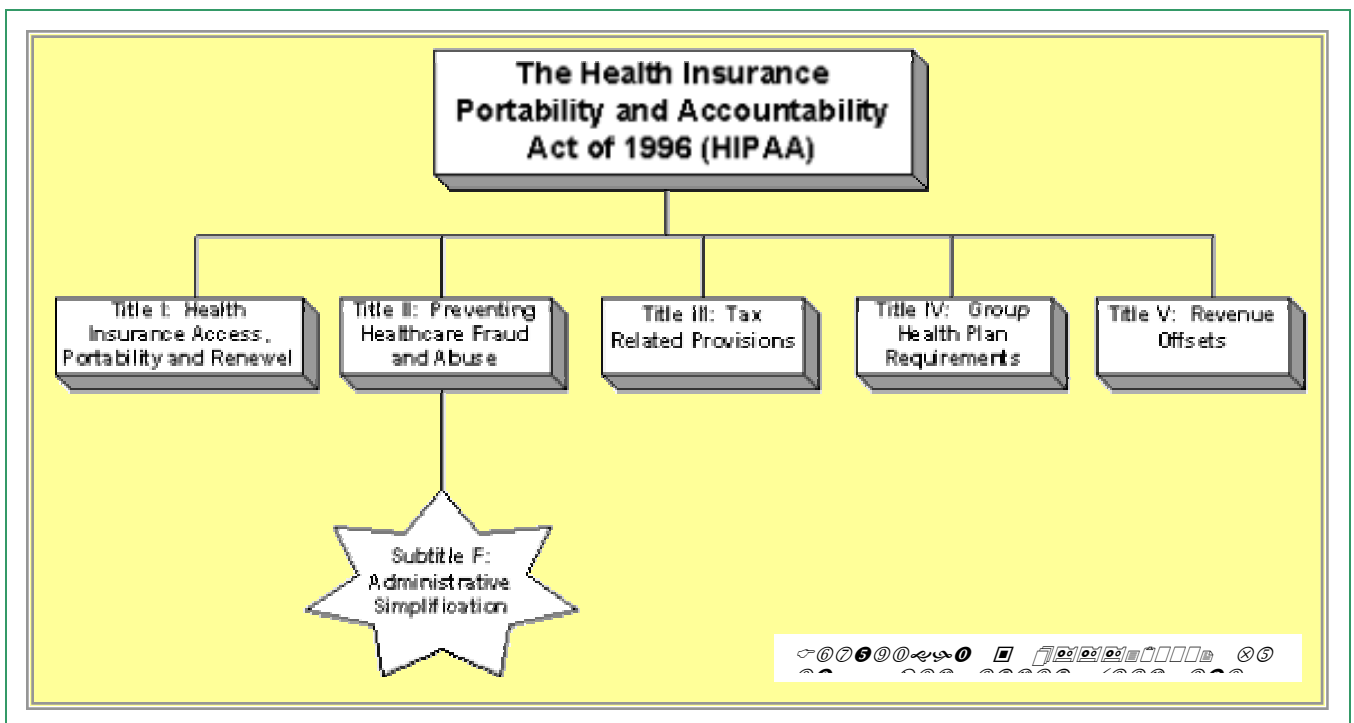 The Health Insurance
Portability and Accountability
Act of 1996 (HIPAA)
Title I: Health
Insurance Access,
Portability and Renewel
Title II: Preventing
Healthcare Fraud
and Abuse
Title III: Tax
Related Provisions
Title IV: Group
Health Plan
Requirements
Title V: Revenue
Offsets
Subtitle F:
Administrative
Simplification